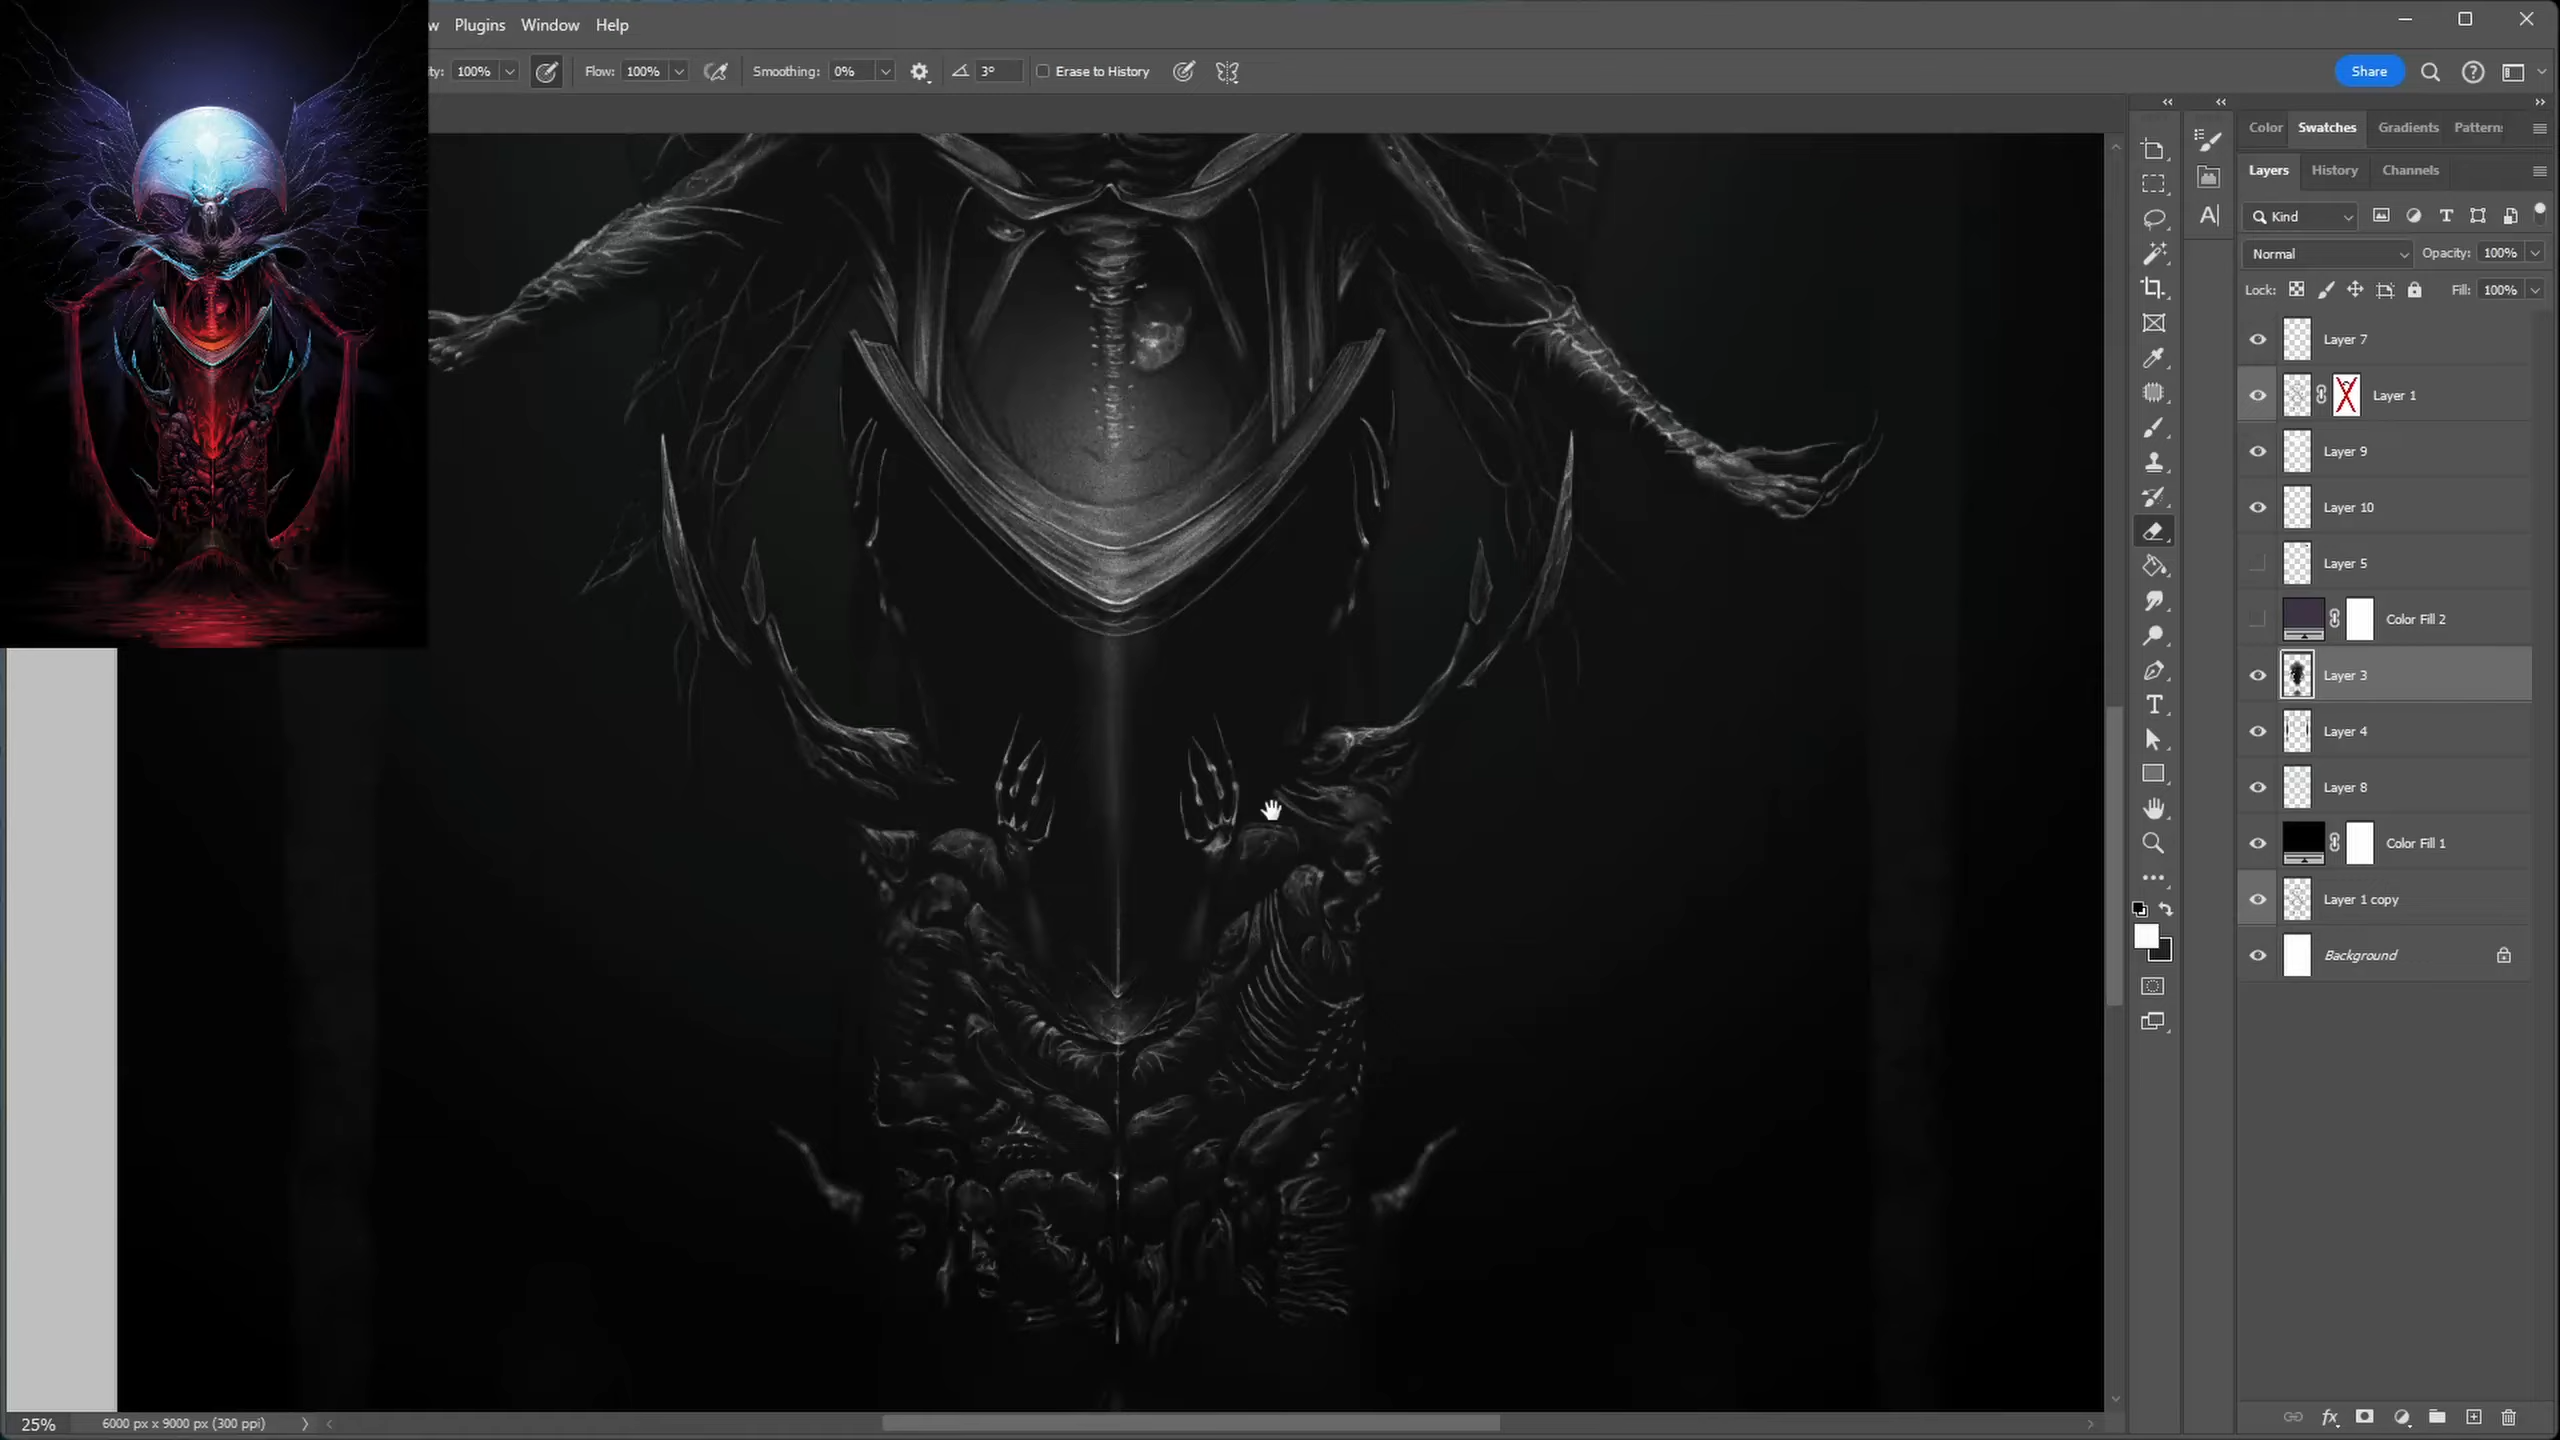 w Plugins Window Help
ity: 100% Flow: 100% Smoothing: 0% 3° Erase to History Share
Color Swatches Gradients Pattern
Layers History Channels
Kind
Normal Opacity: 100%
Lock: Fill: 100%
Layer 7
Layer 1
Layer 9
Layer 10
Layer 5
Color Fill 2
Layer 3
Layer 4
Layer 8
Color Fill 1
Layer 1 copy
Background
25% 6000 px x 9000 px (300 ppi)